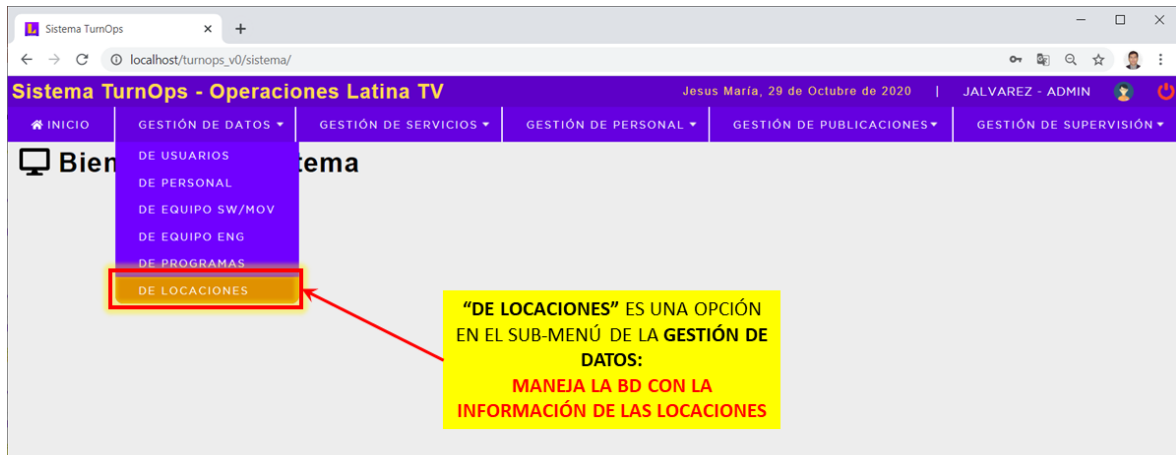 Sistema TurnOps
localhost/turnops_v0/sistema/
Sistema TurnOps - Operaciones Latina TV
Jesus María, 29 de Octubre de 2020 | JALVAREZ - ADMIN
INICIO
GESTIÓN DE DATOS
GESTIÓN DE SERVICIOS
GESTIÓN DE PERSONAL
GESTIÓN DE PUBLICACIONES
GESTIÓN DE SUPERVISIÓN
Bien
tema
DE USUARIOS
DE PERSONAL
DE EQUIPO SW/MOV
DE EQUIPO ENG
DE PROGRAMAS
DE LOCACIONES
“DE LOCACIONES” ES UNA OPCIÓN
EN EL SUB-MENÚ DE LA GESTIÓN DE
DATOS:
MANEJA LA BD CON LA
INFORMACIÓN DE LAS LOCACIONES